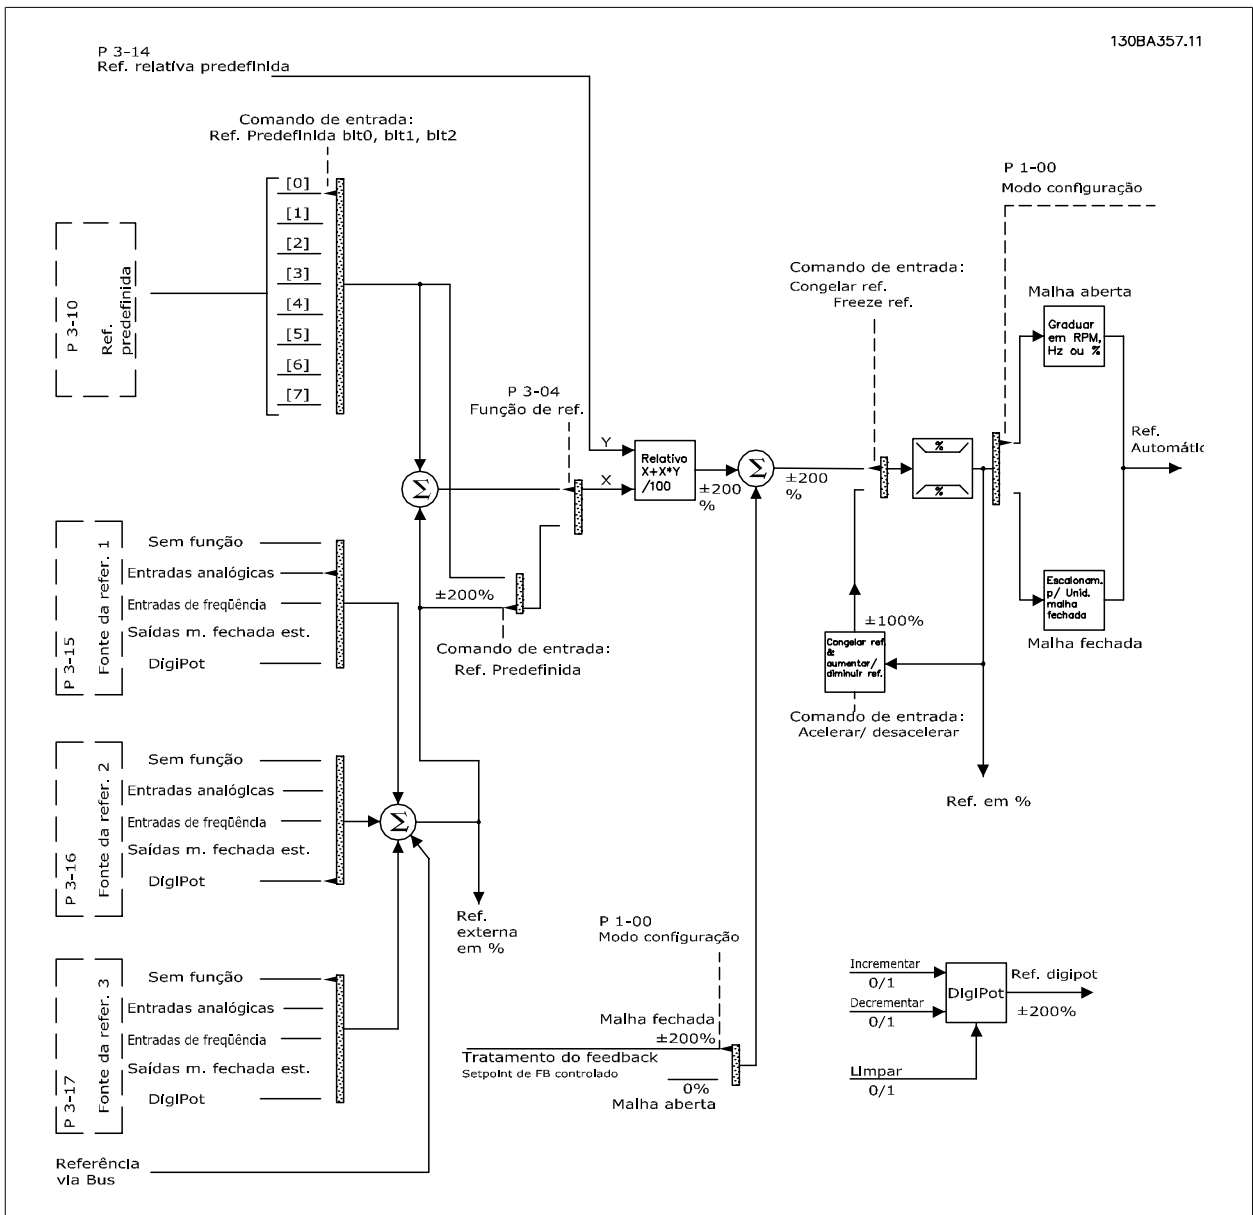 130BA357.11
P 3-14
Ref. relativa predefinida
Comando de entrada:
Ref. Predefinida bit0, bit1, bit2
[0]
[1]
[2]
[3]
[4]
[5]
[6]
[7]
P 3-10
Ref.
predefinida
P 1-00
Modo configuração
Comando de entrada:
Congelar ref.
Freeze ref.
Malha aberta
Graduar
em RPM,
Hz ou %
Ref.
Automátic
P 3-04
Função de ref.
Y
X
Relativo
X+X*Y
/100
±200
%
Σ
±200
%
%
%
Σ
P 3-15
Fonte da refer. 1
Sem função
Entradas analógicas
Entradas de freqüência
Saídas m. fechada est.
DigiPot
±200%
Comando de entrada:
Ref. Predefinida
Escalonam.
p/ Unid.
malha
fechada
Malha fechada
±100%
Congelar ref.
&
aumentar/
diminuir ref.
Comando de entrada:
Acelerar/ desacelerar
Ref. em %
P 3-16
Fonte da refer. 2
Sem função
Entradas analógicas
Entradas de freqüência
Saídas m. fechada est.
DigiPot
Σ
Ref.
externa
em %
P 3-17
Fonte da refer. 3
Sem função
Entradas analógicas
Entradas de freqüência
Saídas m. fechada est.
DigiPot
P 1-00
Modo configuração
Malha fechada
±200%
Tratamento do feedback
Setpoint de FB controlado
0%
Malha aberta
Incrementar
0/1
Decrementar
0/1
Limpar
0/1
DigiPot
Ref. digipot
±200%
Referência
via Bus